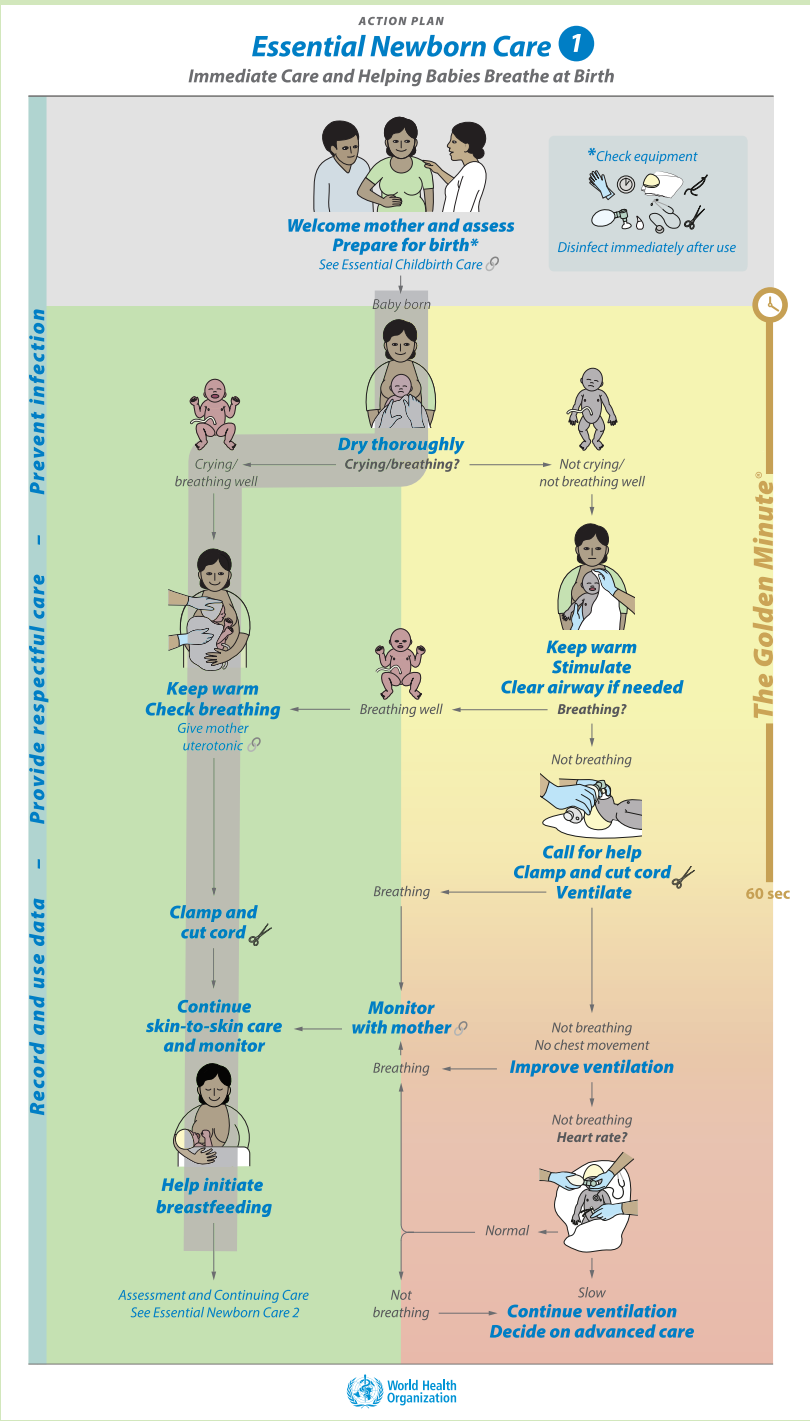 ACTION PLAN
Essential Newborn Care 1
Immediate Care and Helping Babies Breathe at Birth
Welcome mother and assess
Prepare for birth*
See Essential Childbirth Care
*Check equipment
Disinfect immediately after use
Baby born
Dry thoroughly
Crying/breathing?
Crying/
breathing well
Not crying/
not breathing well
Keep warm
Check breathing
Give mother
uterotonic
Keep warm
Stimulate
Clear airway if needed
Breathing?
Breathing well
Not breathing
Call for help
Clamp and cut cord
Ventilate
Breathing
Clamp and
cut cord
Continue
skin-to-skin care
and monitor
Monitor
with mother
Not breathing
No chest movement
Improve ventilation
Breathing
Not breathing
Heart rate?
Help initiate
breastfeeding
Normal
Slow
Assessment and Continuing Care
See Essential Newborn Care 2
Not
breathing
Continue ventilation
Decide on advanced care
Record and use data – Provide respectful care – Prevent infection
The Golden Minute®
60 sec
World Health
Organization